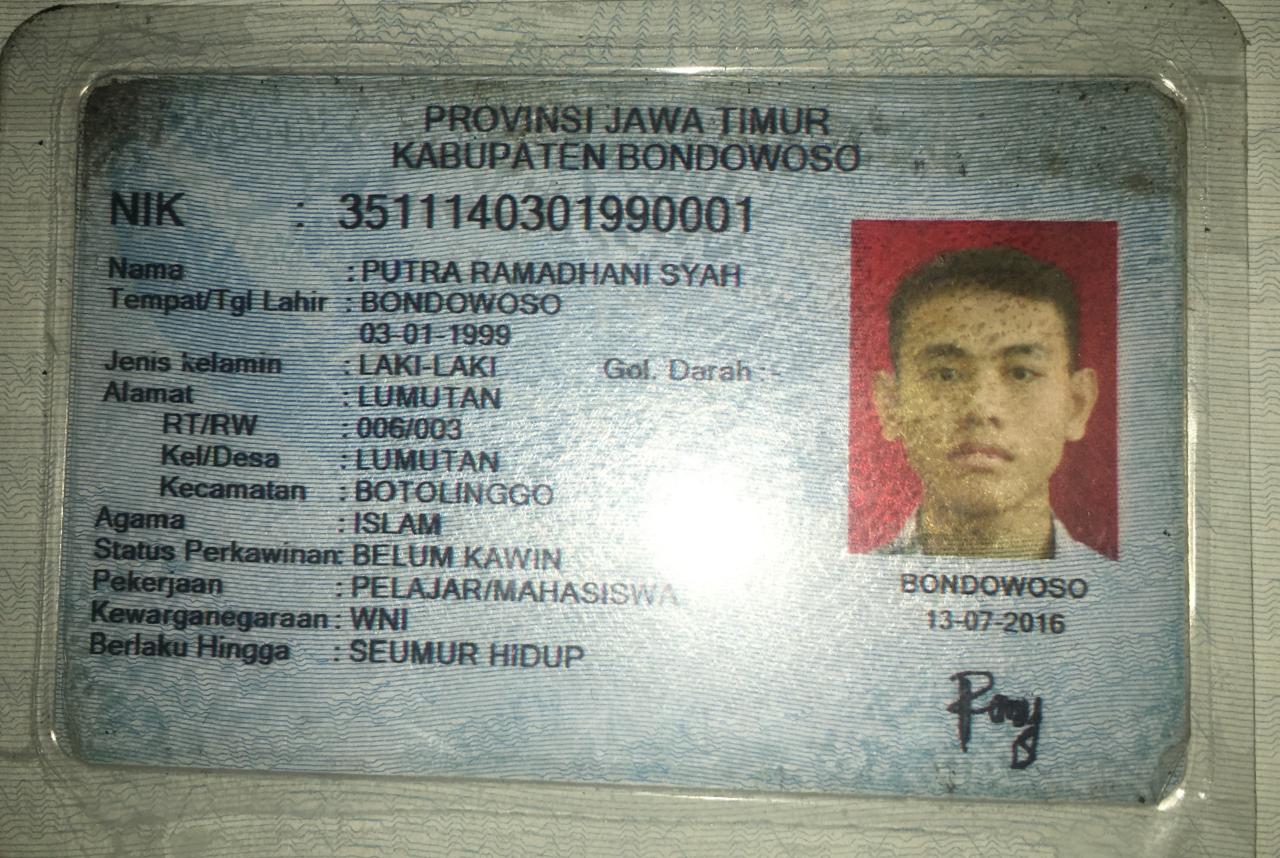 PROVINSI JAWA TIMUR
KABUPATEN BONDOWOSO
NIK : 3511140301990001
Nama : PUTRA RAMADHANI SYAH
Tempat/Tgl Lahir : BONDOWOSO
03-01-1999
Jenis kelamin : LAKI-LAKI Gol. Darah : -
Alamat : LUMUTAN
RT/RW : 006/003
Kel/Desa : LUMUTAN
Kecamatan : BOTOLINGGO
Agama : ISLAM
Status Perkawinan: BELUM KAWIN
Pekerjaan : PELAJAR/MAHASISWA
Kewarganegaraan : WNI
Berlaku Hingga : SEUMUR HIDUP
BONDOWOSO
13-07-2016